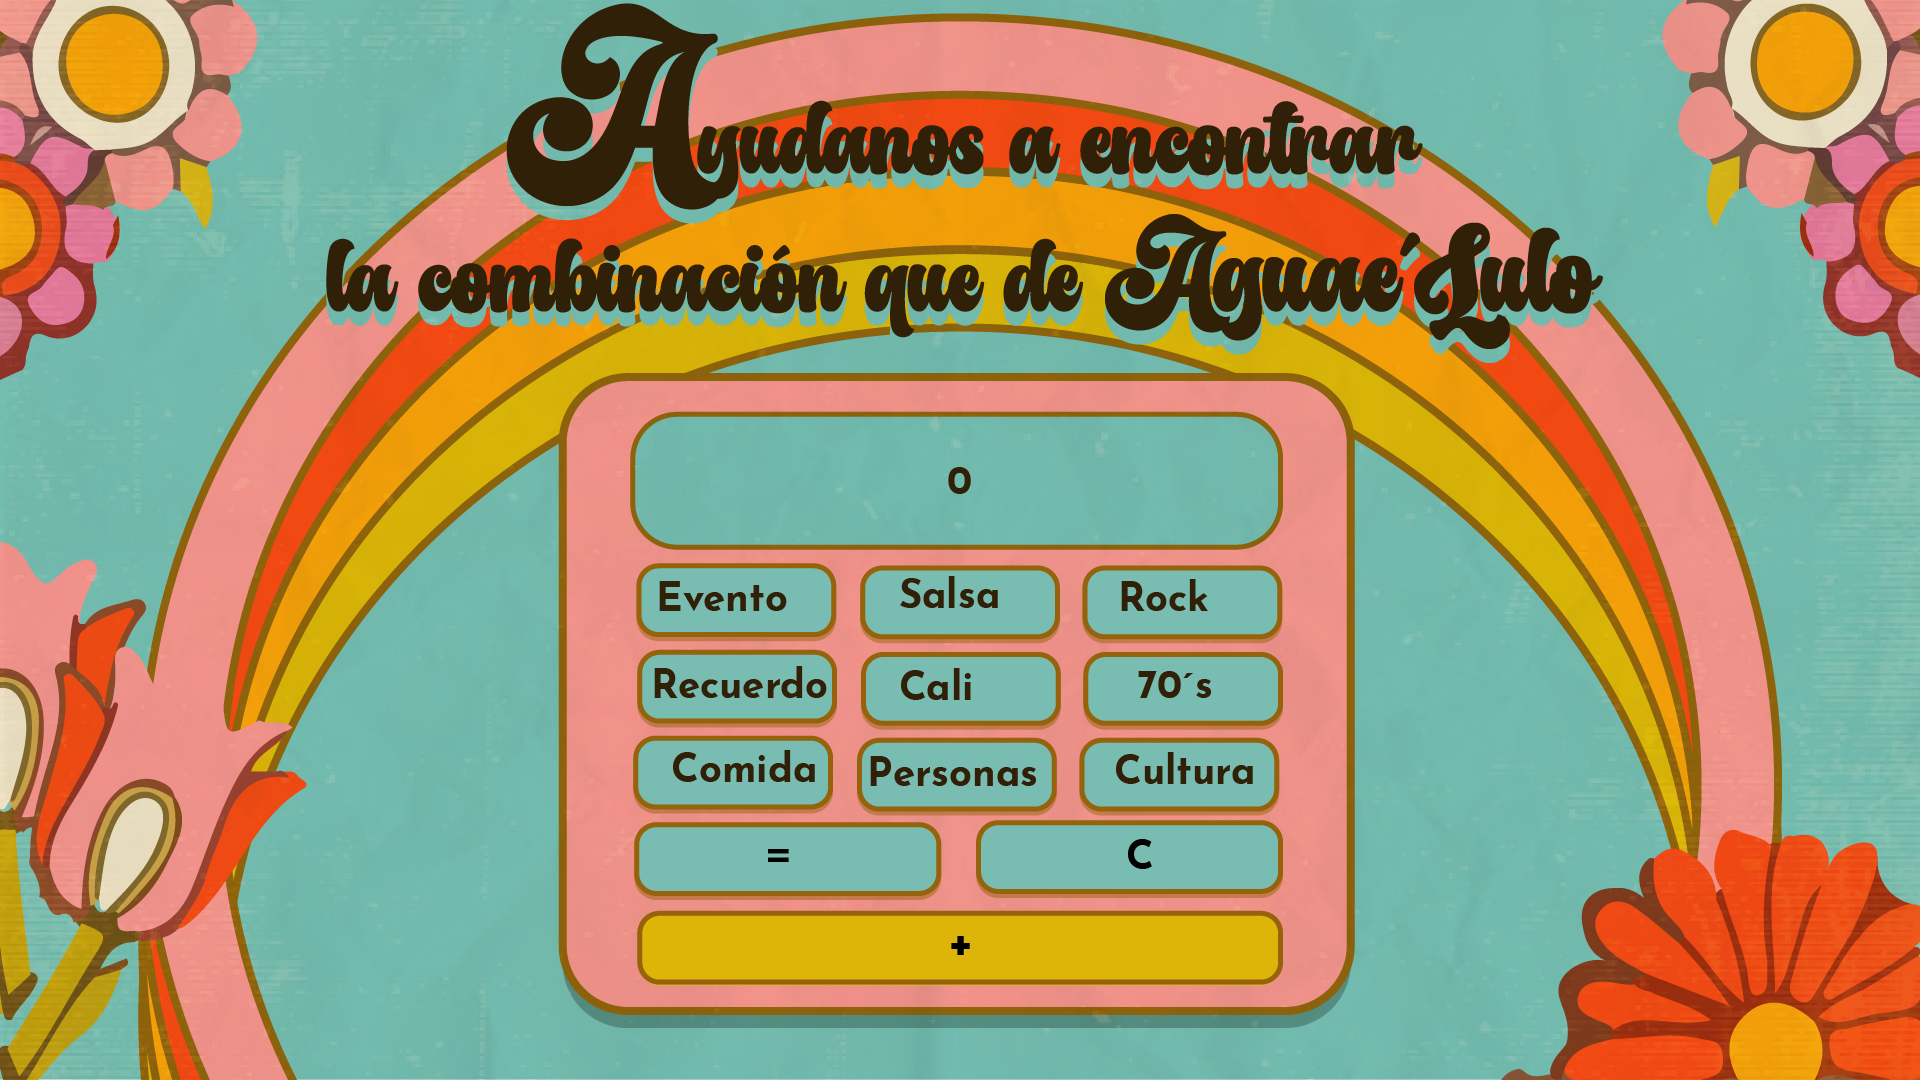 Ayudanos a encontrar
la combinación que de Aguae´Lulo
0
Evento Salsa Rock
Recuerdo Cali 70´s
Comida Personas Cultura
= C
+